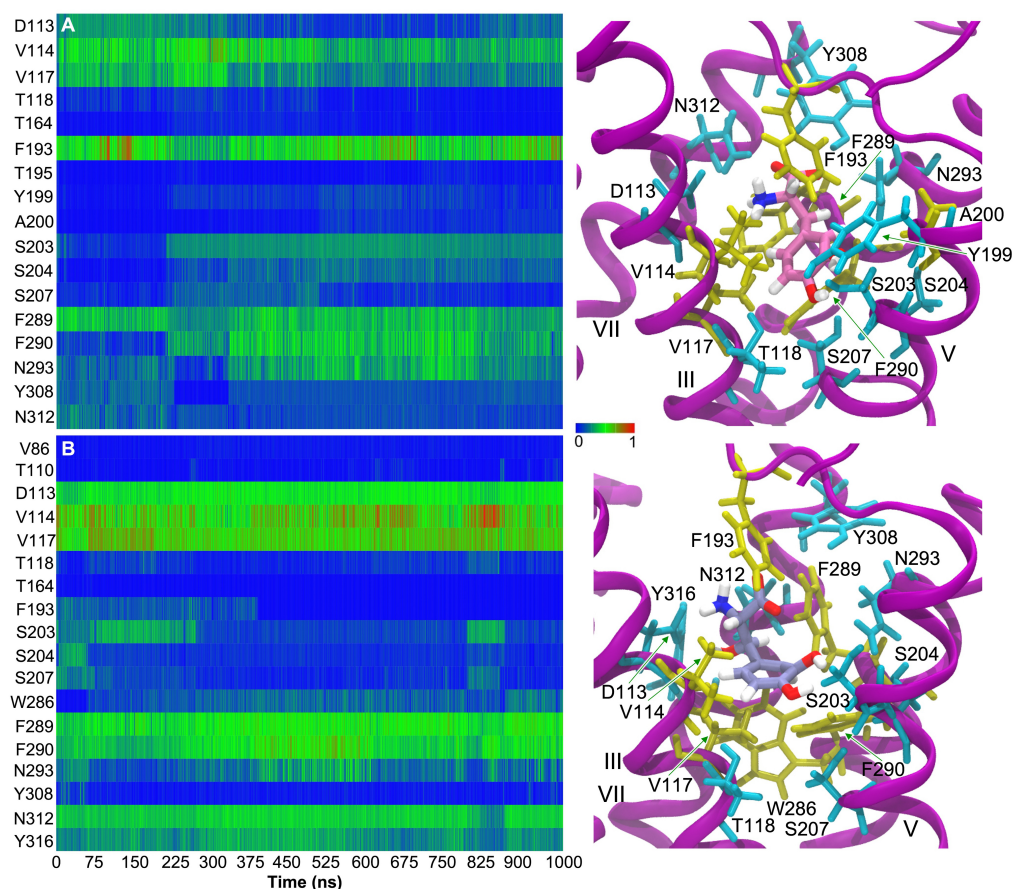 A
D113
V114
V117
T118
T164
F193
T195
Y199
A200
S203
S204
S207
F289
F290
N293
Y308
N312
Y308
N312
F289
F193
N293
D113
A200
Y199
V114
S203
S204
VII
V117
T118
S207
V
F290
III
0 1
B
V86
T110
D113
V114
V117
T118
T164
F193
S203
S204
S207
W286
F289
F290
N293
Y308
N312
Y316
0 75 150 225 300 375 450 525 600 675 750 825 900 1000
Time (ns)
F193
Y308
N312
F289
N293
Y316
S204
D113
S203
V114
III
F290
V117
VII
W286
T118
S207
V